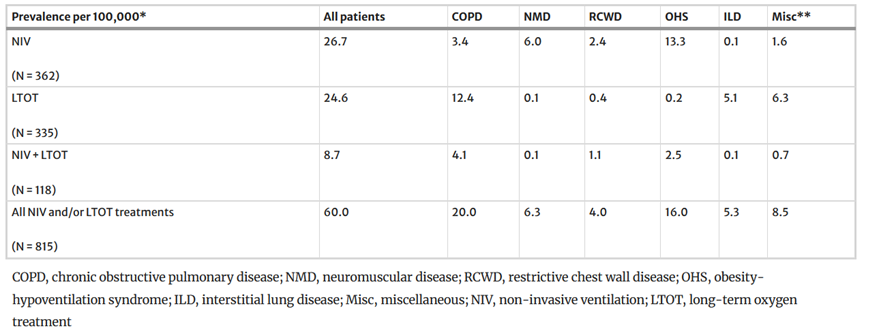 Prevalence per 100,000* All patients COPD NMD RCWD OHS ILD Misc**
NIV 26.7 3.4 6.0 2.4 13.3 0.1 1.6
(N = 362)
LTOT 24.6 12.4 0.1 0.4 0.2 5.1 6.3
(N = 335)
NIV + LTOT 8.7 4.1 0.1 1.1 2.5 0.1 0.7
(N = 118)
All NIV and/or LTOT treatments 60.0 20.0 6.3 4.0 16.0 5.3 8.5
(N = 815)
COPD, chronic obstructive pulmonary disease; NMD, neuromuscular disease; RCWD, restrictive chest wall disease; OHS, obesity-
hypoventilation syndrome; ILD, interstitial lung disease; Misc, miscellaneous; NIV, non-invasive ventilation; LTOT, long-term oxygen
treatment